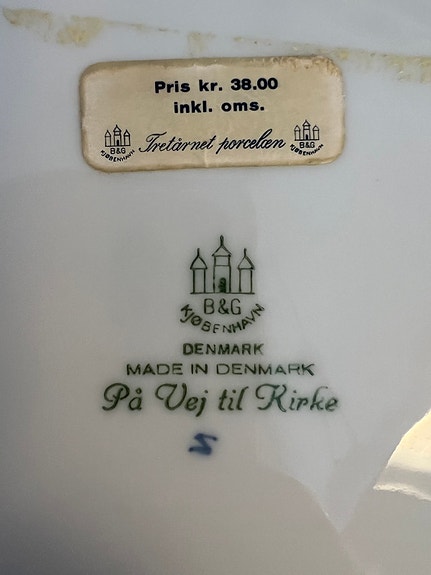 Pris kr. 38.00
inkl. oms.
B&G
KJØBENHAVN
Tretårnet porcelæn
B&G
KJØBENHAVN
B&G
KJØBENHAVN
DENMARK
MADE IN DENMARK
På Vej til Kirke